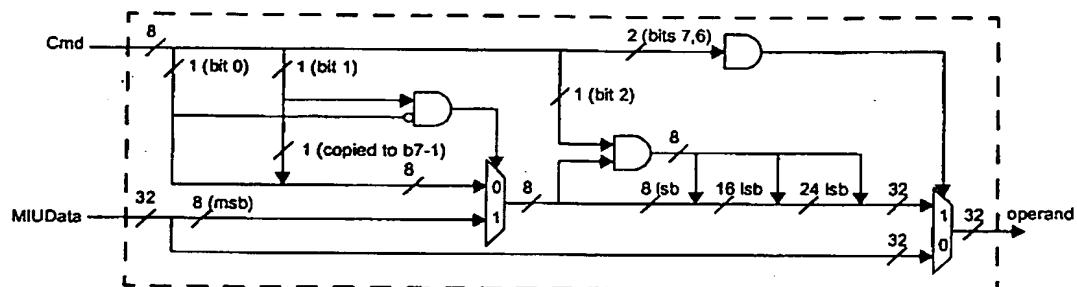 Cmd
8
2 (bits 7,6)
1 (bit 0)
1 (bit 1)
1 (bit 2)
1 (copied to b7-1)
8
8
0
1
MIUData
32
8 (msb)
8
8 lsb
16 lsb
24 lsb
32
1
0
32
operand
32